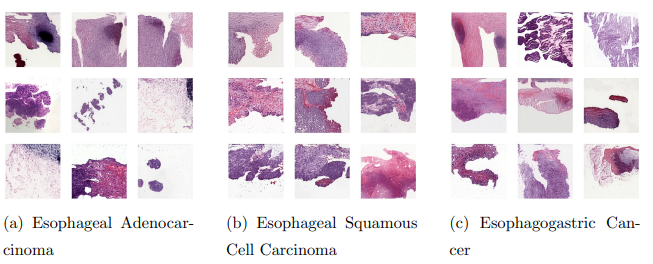 (a) Esophageal Adenocar-
cinoma
(b) Esophageal Squamous
Cell Carcinoma
(c) Esophagogastric Can-
cer